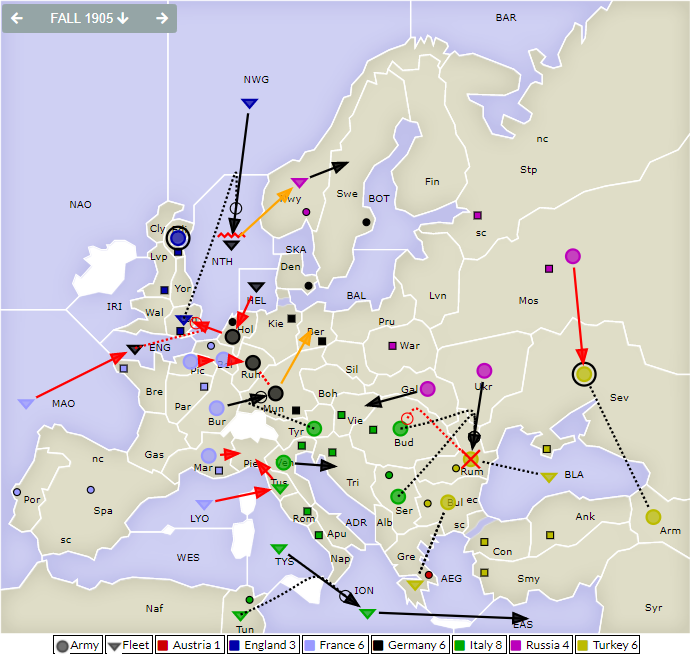 FALL 1905
BAR
NWG
nc
Stp
Fin
NAO
Nwy
Swe
BOT
sc
Cly
Edi
Lvp
NTH
SKA
Den
Mos
IRI
Yor
HEL
BAL
Lvn
Wal
Hol
Kie
Ber
Pru
ENG
War
Pic
Bel
Ruh
Sil
MAO
Bre
Mun
Boh
Gal
Ukr
Par
Bur
Sev
Tyr
Vie
Bud
nc
Gas
Mar
Pie
Ven
Rum
BLA
Por
Spa
Tus
Tri
Ser
Bul
ec
LYO
Rom
ADR
Alb
sc
Ank
Arm
sc
Apu
Con
WES
TYS
Nap
Gre
AEG
Smy
ION
Syr
Naf
Tun
EAS
Army Fleet Austria 1 England 3 France 6 Germany 6 Italy 8 Russia 4 Turkey 6